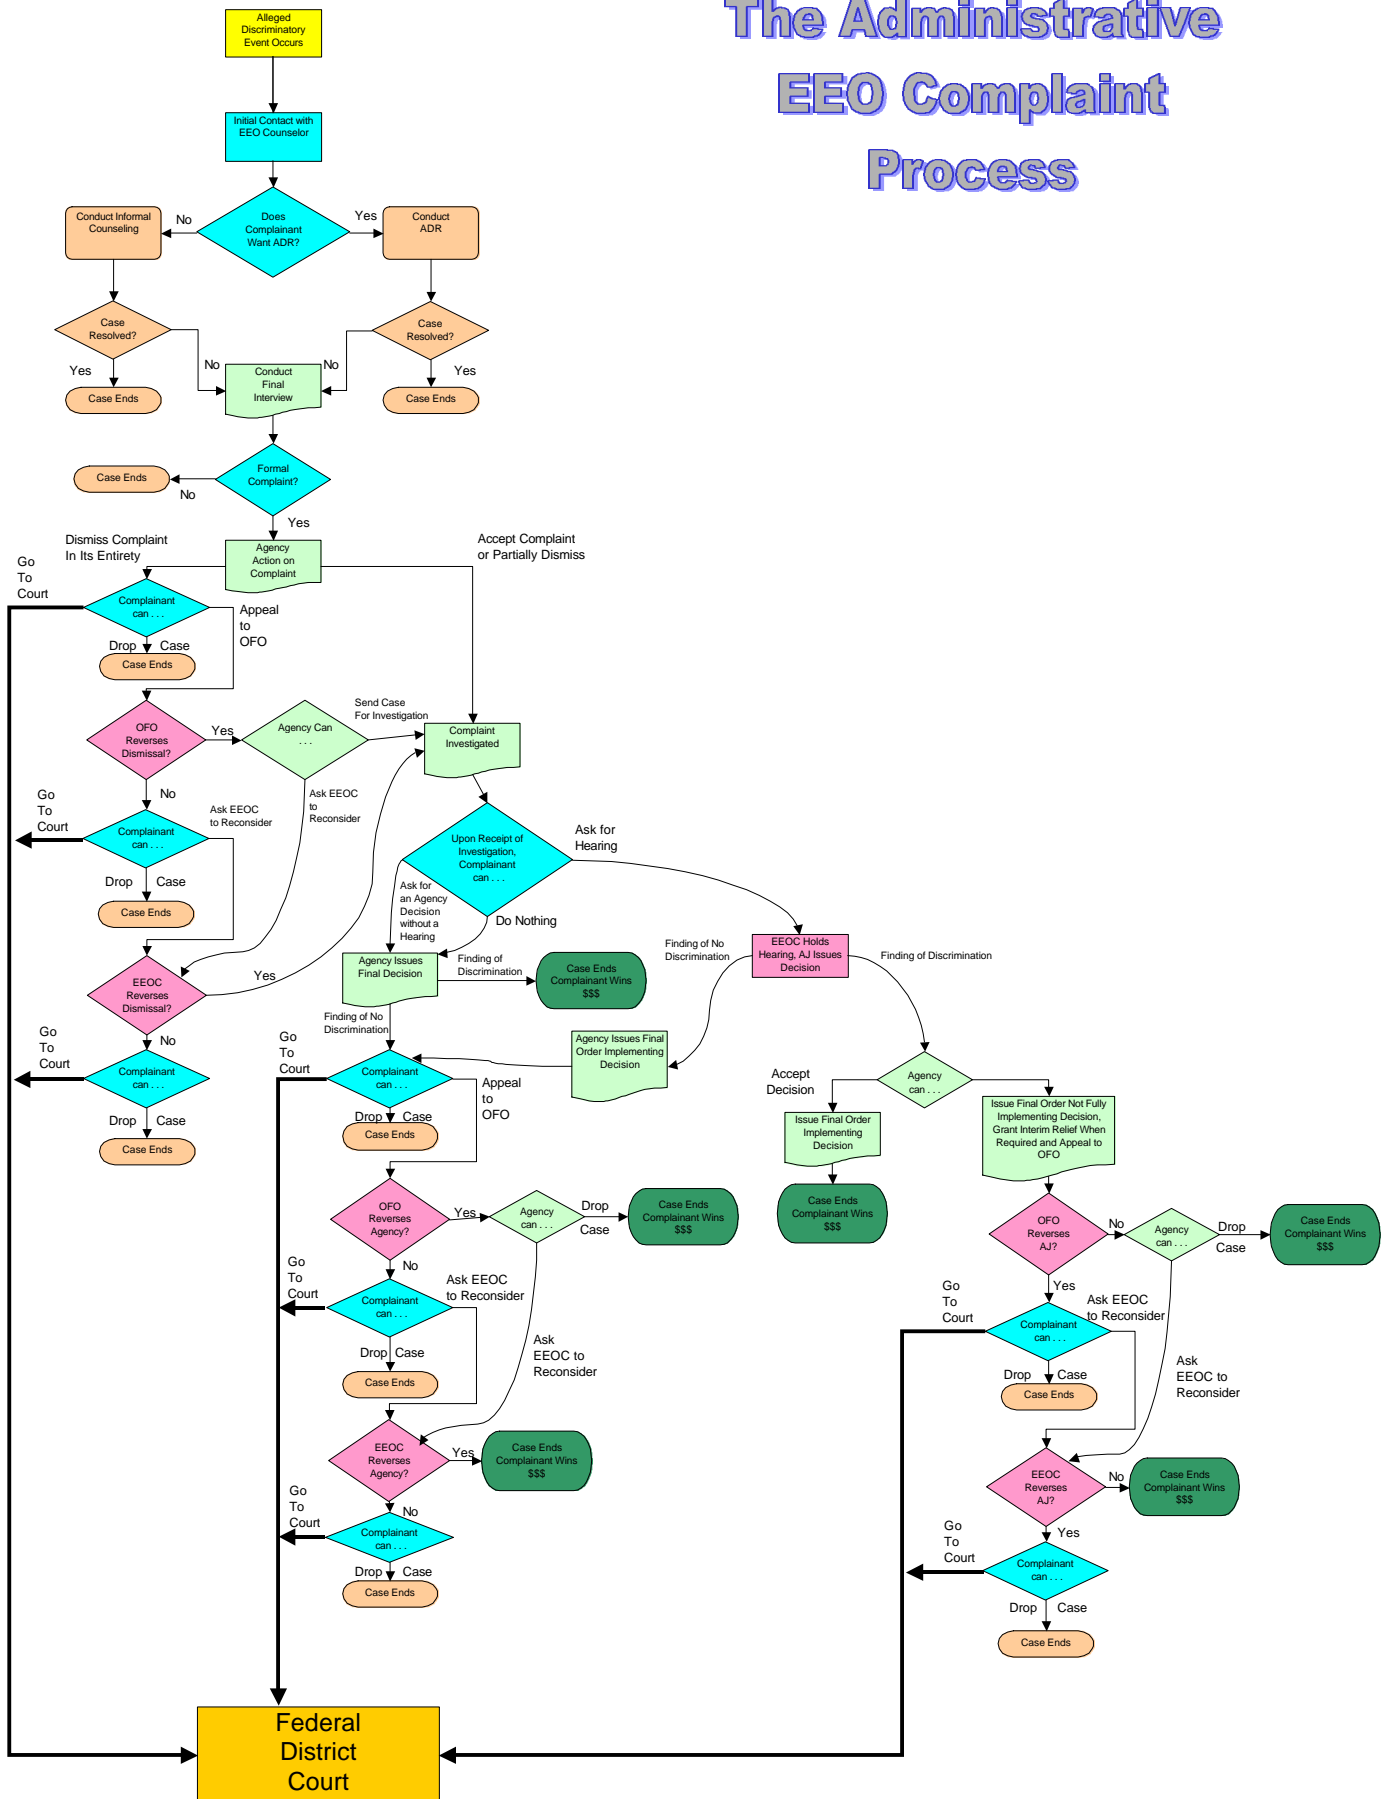 The Administrative
EEO Complaint
Process
Alleged
Discriminatory
Event Occurs
Initial Contact with
EEO Counselor
Does
Complainant
Want ADR?
No
Yes
Conduct Informal
Counseling
Conduct
ADR
Case
Resolved?
Case
Resolved?
No
No
Yes
Yes
Case Ends
Case Ends
Conduct
Final
Interview
Formal
Complaint?
No
Case Ends
Yes
Agency
Action on
Complaint
Dismiss Complaint
In Its Entirety
Accept Complaint
or Partially Dismiss
Go
To
Court
Complainant
can . . .
Appeal
to
OFO
Drop Case
Case Ends
OFO
Reverses
Dismissal?
Yes
Agency Can
. . .
Send Case
For Investigation
Complaint
Investigated
No
Ask EEOC
to Reconsider
Ask EEOC
to
Reconsider
Go
To
Court
Complainant
can . . .
Drop Case
Case Ends
EEOC
Reverses
Dismissal?
Yes
No
Go
To
Court
Complainant
can . . .
Drop Case
Case Ends
Upon Receipt of
Investigation,
Complainant
can . . .
Ask for
Hearing
Ask for
an Agency
Decision
without a
Hearing
Do Nothing
Agency Issues
Final Decision
Finding of
Discrimination
Case Ends
Complainant Wins
$$$
Finding of No
Discrimination
EEOC Holds
Hearing, AJ Issues
Decision
Finding of No
Discrimination
Finding of Discrimination
Agency Issues Final
Order Implementing
Decision
Go
To
Court
Complainant
can . . .
Appeal
to
OFO
Drop Case
Case Ends
OFO
Reverses
Agency?
Yes
Agency
can . . .
Drop
Case
Case Ends
Complainant Wins
$$$
No
Go
To
Court
Complainant
can . . .
Ask EEOC
to Reconsider
Ask
EEOC to
Reconsider
Drop Case
Case Ends
EEOC
Reverses
Agency?
Yes
Case Ends
Complainant Wins
$$$
No
Go
To
Court
Complainant
can . . .
Drop Case
Case Ends
Agency
can . . .
Accept
Decision
Issue Final Order
Implementing
Decision
Case Ends
Complainant Wins
$$$
Issue Final Order Not Fully
Implementing Decision,
Grant Interim Relief When
Required and Appeal to
OFO
OFO
Reverses
AJ?
No
Agency
can . . .
Drop
Case
Case Ends
Complainant Wins
$$$
Yes
Go
To
Court
Complainant
can . . .
Ask EEOC
to Reconsider
Ask
EEOC to
Reconsider
Drop Case
Case Ends
EEOC
Reverses
AJ?
No
Case Ends
Complainant Wins
$$$
Yes
Go
To
Court
Complainant
can . . .
Drop Case
Case Ends
Federal
District
Court